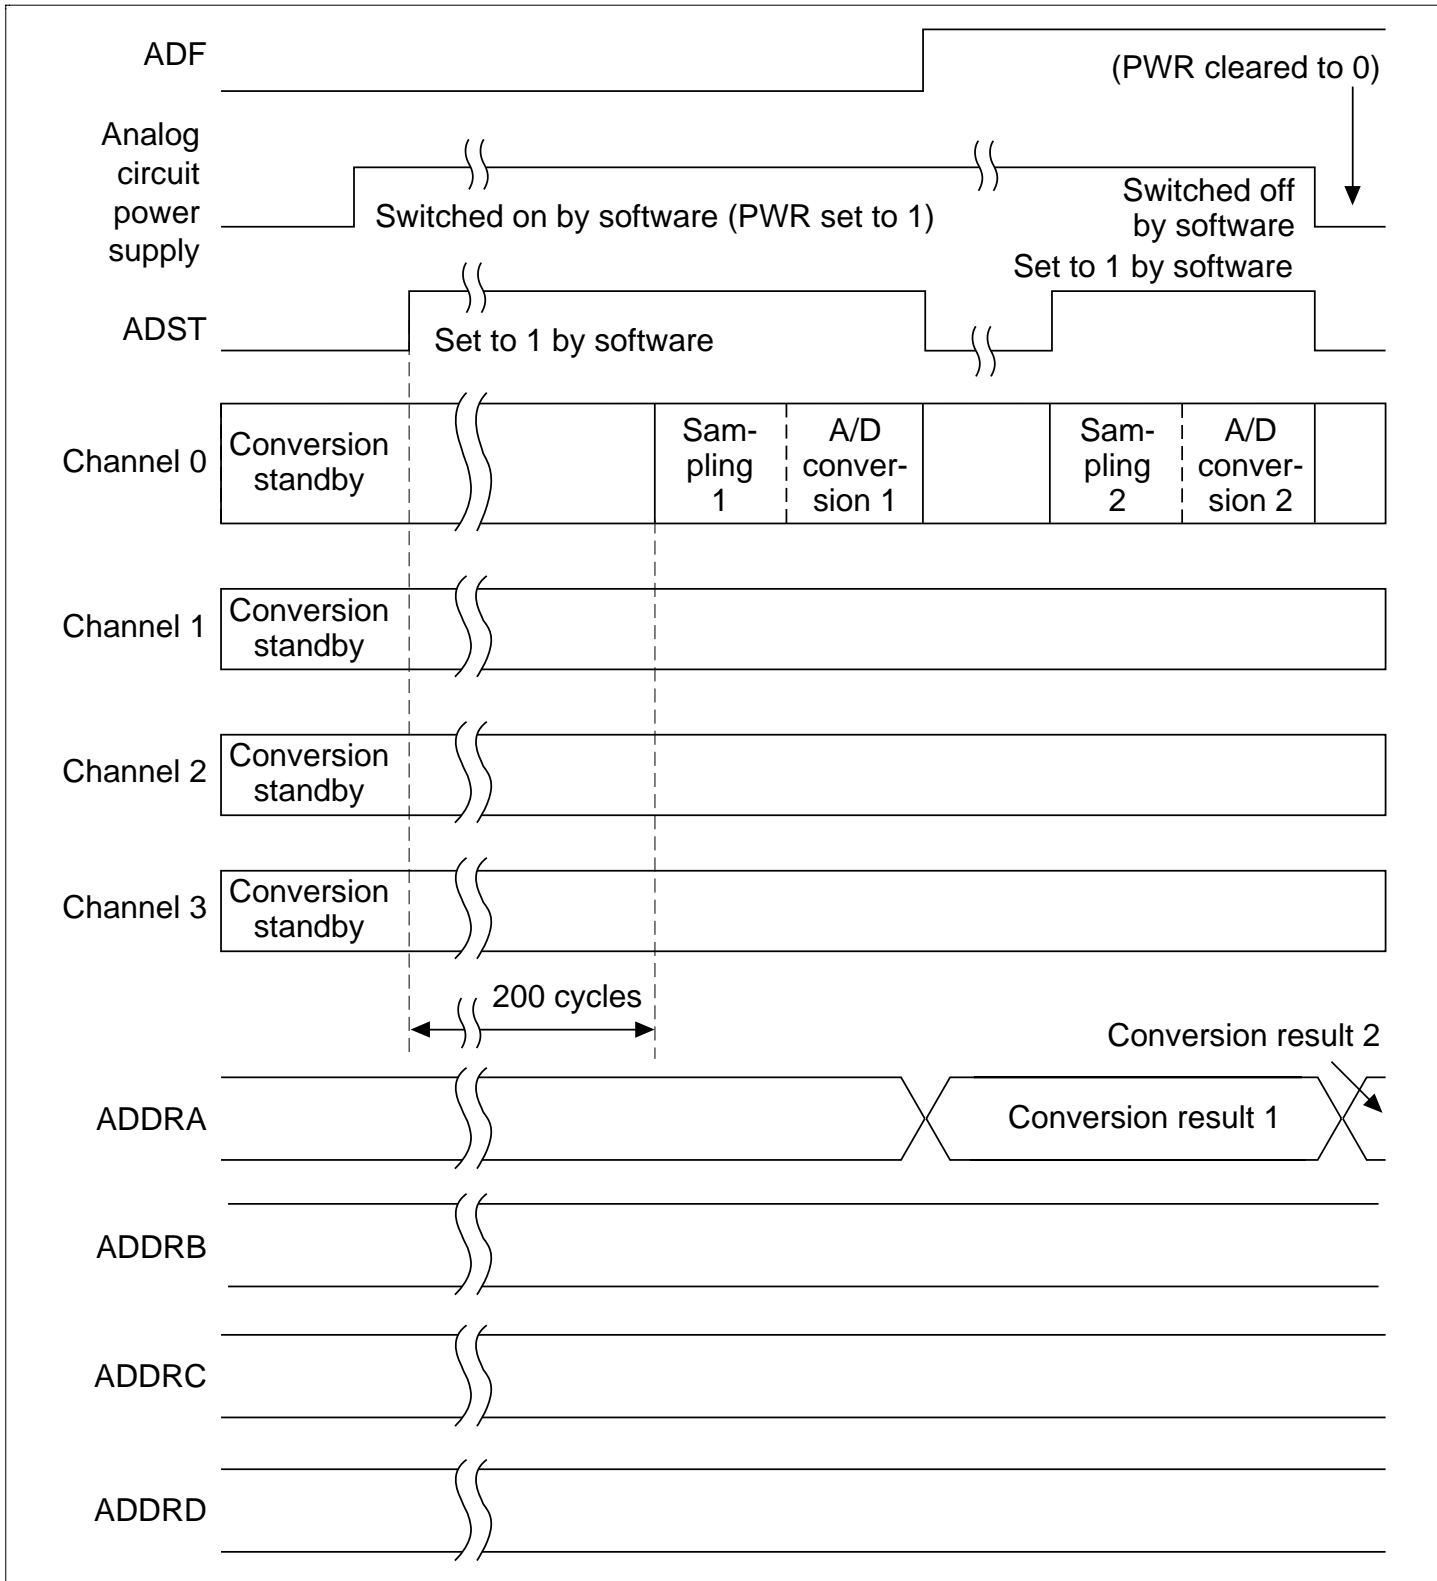 ADF
(PWR cleared to 0)
Analog
circuit
power
supply
Switched on by software (PWR set to 1)
Switched off
by software
Set to 1 by software
ADST
Set to 1 by software
Channel 0
Conversion
standby
Sam-
pling
1
A/D
conver-
sion 1
Sam-
pling
2
A/D
conver-
sion 2
Channel 1
Conversion
standby
Channel 2
Conversion
standby
Channel 3
Conversion
standby
200 cycles
Conversion result 2
ADDRA
Conversion result 1
ADDRB
ADDRC
ADDRD